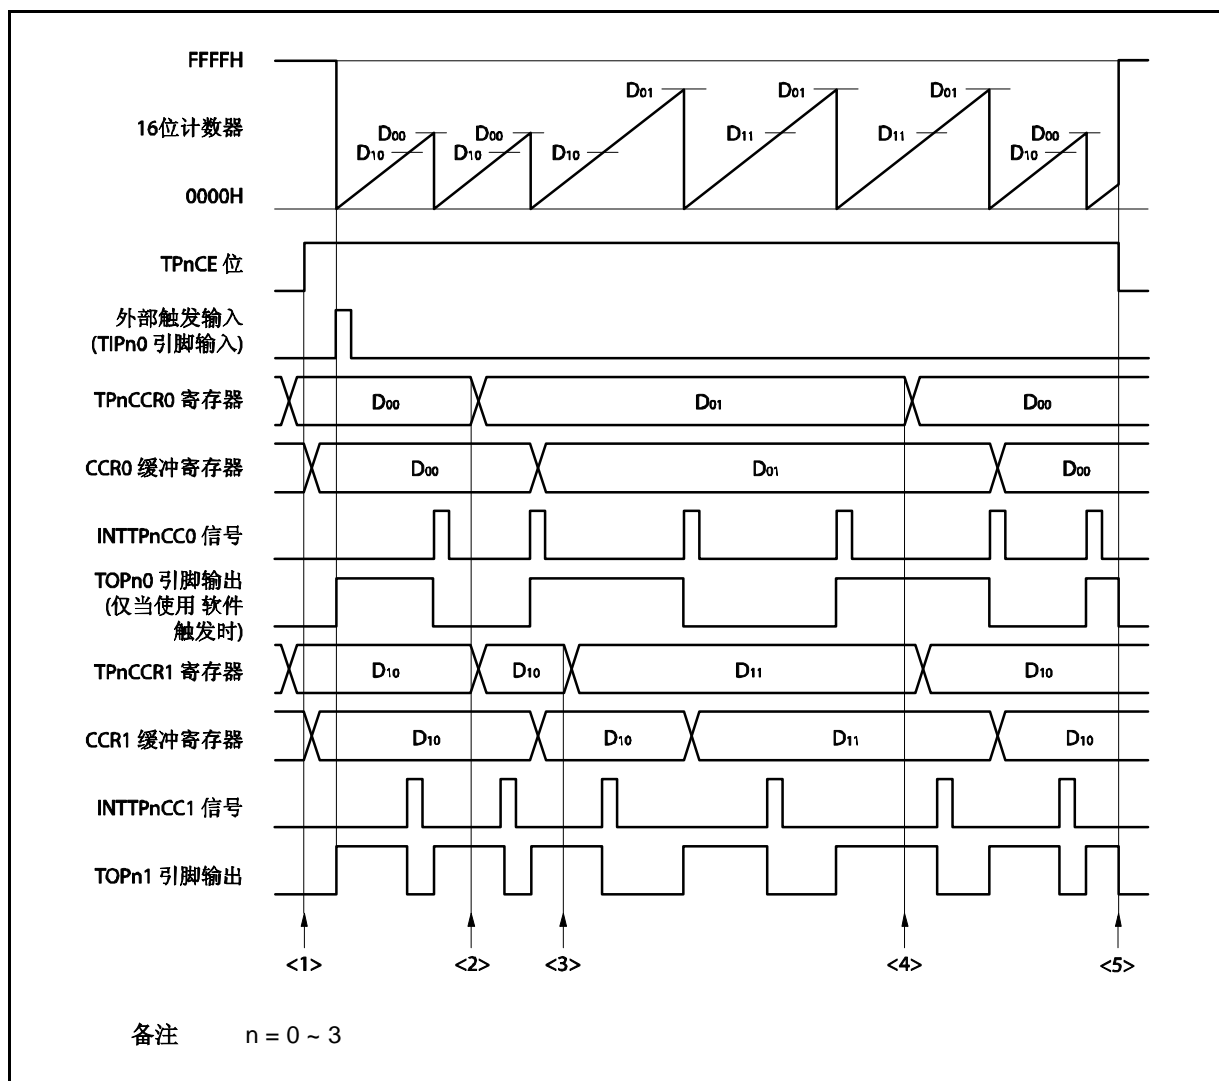 FFFFH
16位计数器
0000H
D00 D00 D01 D01 D01 D00
D10 D10 D10 D11 D11 D10
TPnCE 位
外部触发输入
(TIPn0 引脚输入)
TPnCCR0 寄存器 D00 D01 D00
CCR0 缓冲寄存器 D00 D01 D00
INTTPnCC0 信号
TOPn0 引脚输出
(仅当使用 软件
触发时)
TPnCCR1 寄存器 D10 D10 D11 D10
CCR1 缓冲寄存器 D10 D10 D11 D10
INTTPnCC1 信号
TOPn1 引脚输出
<1> <2> <3> <4> <5>
备注 n = 0 ~ 3